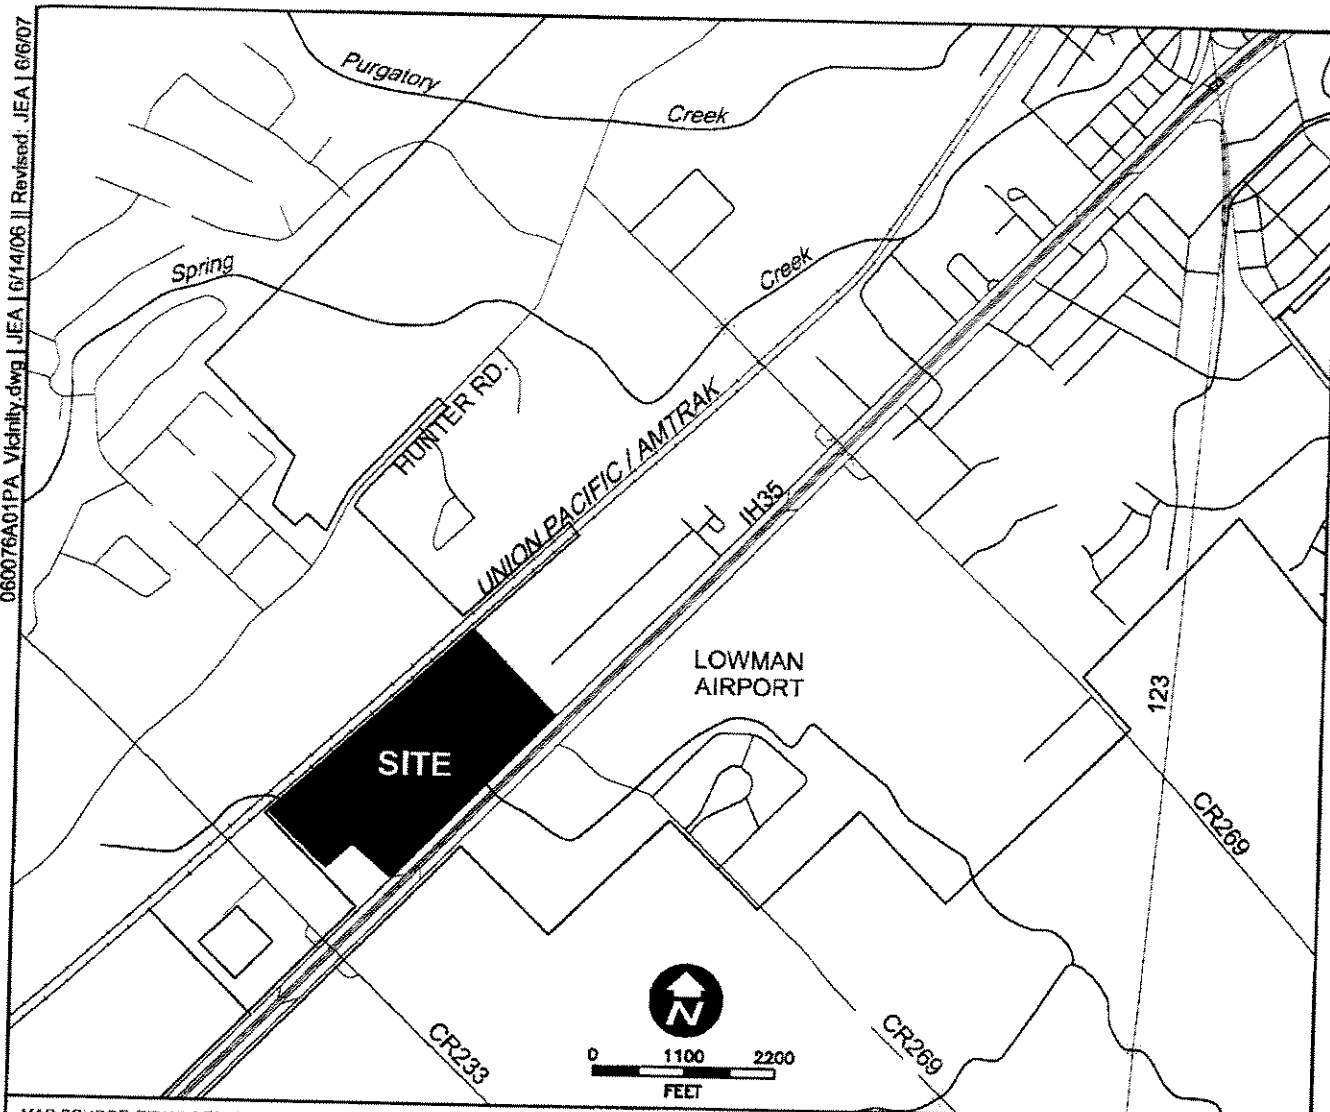 060076A01PA Vicinity.dwg | JEA | 6/14/06 || Revised: JEA | 6/6/07
Purgatory
Creek
Spring
Creek
HUNTER RD.
UNION PACIFIC / AMTRAK
IH35
LOWMAN
AIRPORT
123
SITE
CR269
N
0 1100 2200
FEET
CR233
CR269